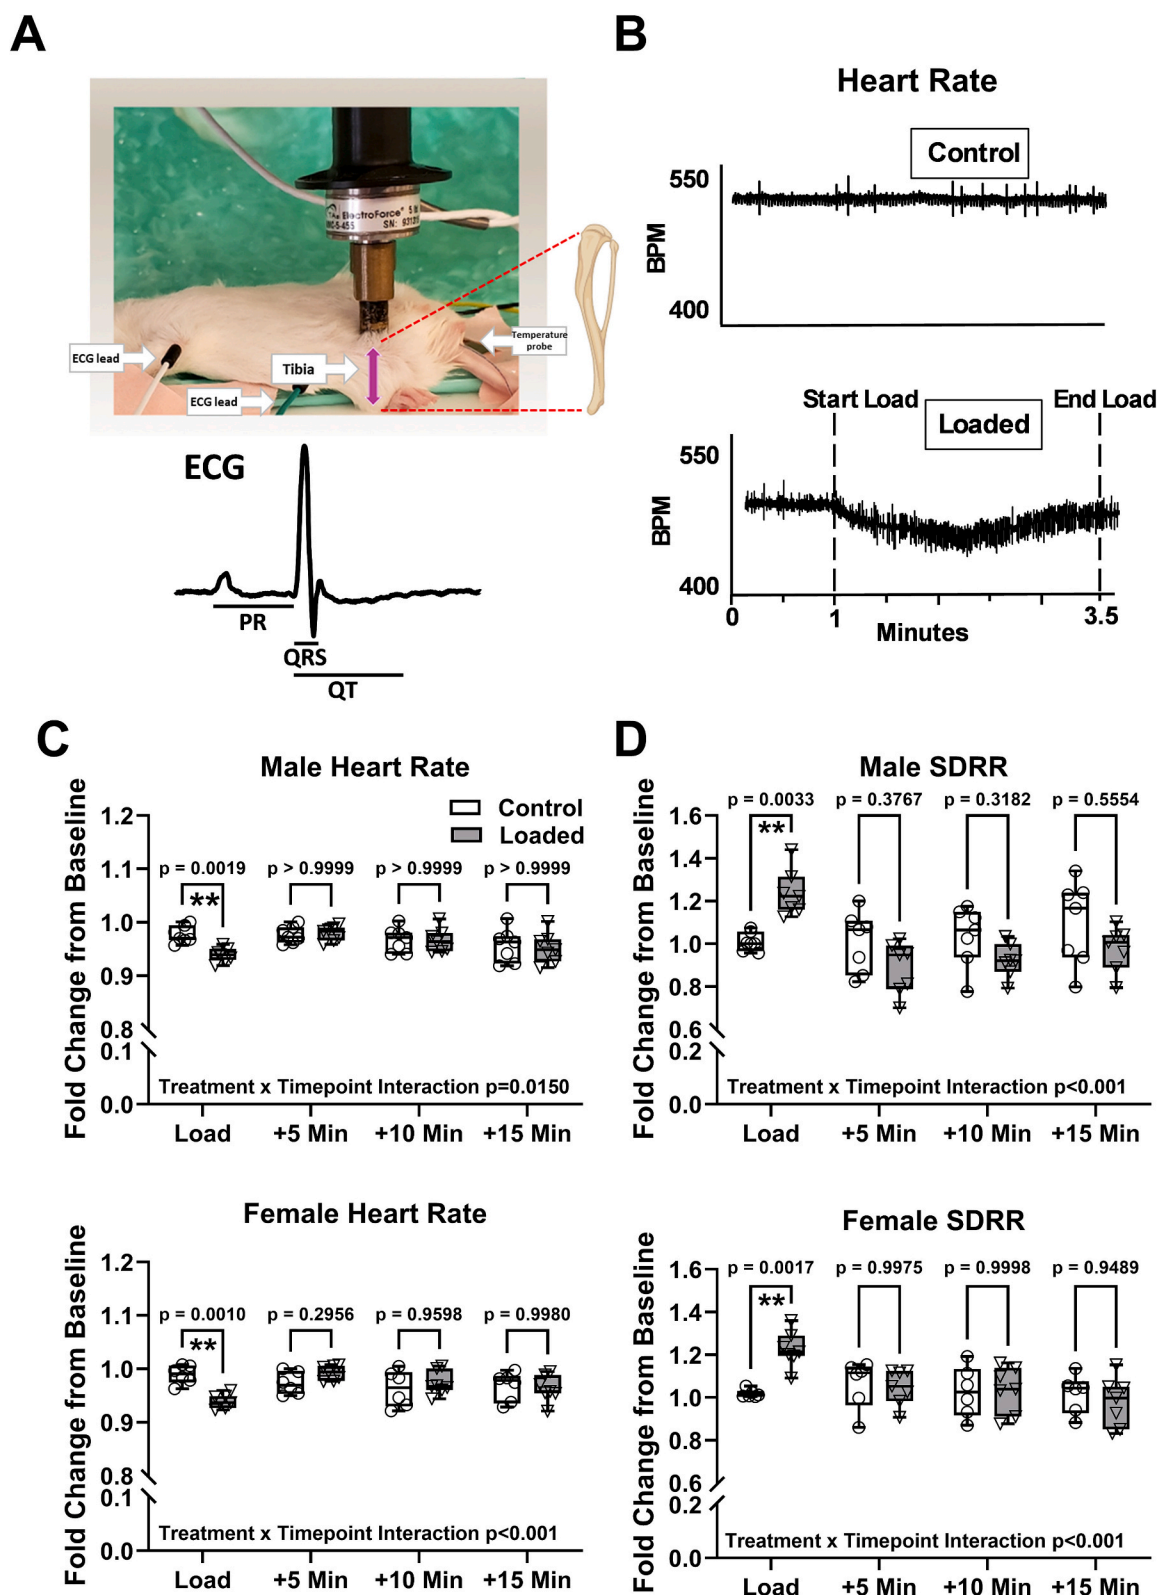 A
ElectroForce®
SN:
ECG lead
Tibia
ECG lead
Temperature
probe
ECG
PR
QRS
QT
B
Heart Rate
Control
550
BPM
400
Start Load
Loaded
End Load
550
BPM
400
0
1
3.5
Minutes
C
Male Heart Rate
Control
Loaded
Fold Change from Baseline
1.2
1.1
1.0
0.9
0.8
0.1
0.0
p = 0.0019
p > 0.9999
p > 0.9999
p > 0.9999
**
Treatment x Timepoint Interaction p=0.0150
Load
+5 Min
+10 Min
+15 Min
Female Heart Rate
Fold Change from Baseline
1.2
1.1
1.0
0.9
0.8
0.1
0.0
p = 0.0010
p = 0.2956
p = 0.9598
p = 0.9980
**
Treatment x Timepoint Interaction p<0.001
Load
+5 Min
+10 Min
+15 Min
D
Male SDRR
Fold Change from Baseline
1.6
1.4
1.2
1.0
0.8
0.6
0.2
0.0
p = 0.0033
p = 0.3767
p = 0.3182
p = 0.5554
**
Treatment x Timepoint Interaction p<0.001
Load
+5 Min
+10 Min
+15 Min
Female SDRR
Fold Change from Baseline
1.6
1.4
1.2
1.0
0.8
0.6
0.2
0.0
p = 0.0017
p = 0.9975
p = 0.9998
p = 0.9489
**
Treatment x Timepoint Interaction p<0.001
Load
+5 Min
+10 Min
+15 Min